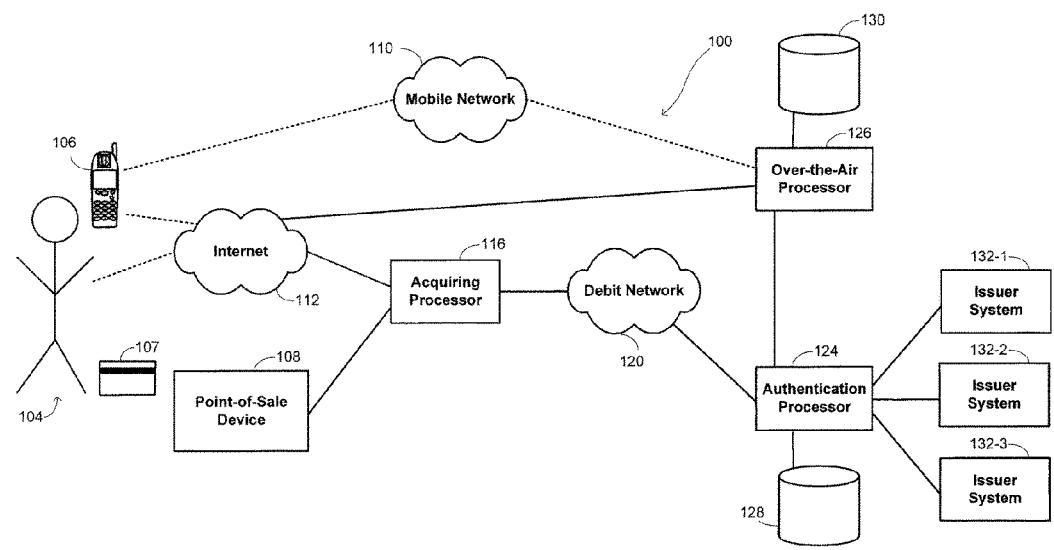 130
110
100
Mobile Network
106
126
Over-the-Air
Processor
Internet
116
132-1
Acquiring
Processor
Debit Network
Issuer
System
112
107
108
120
124
132-2
Point-of-Sale
Device
Authentication
Processor
Issuer
System
104
132-3
Issuer
System
128